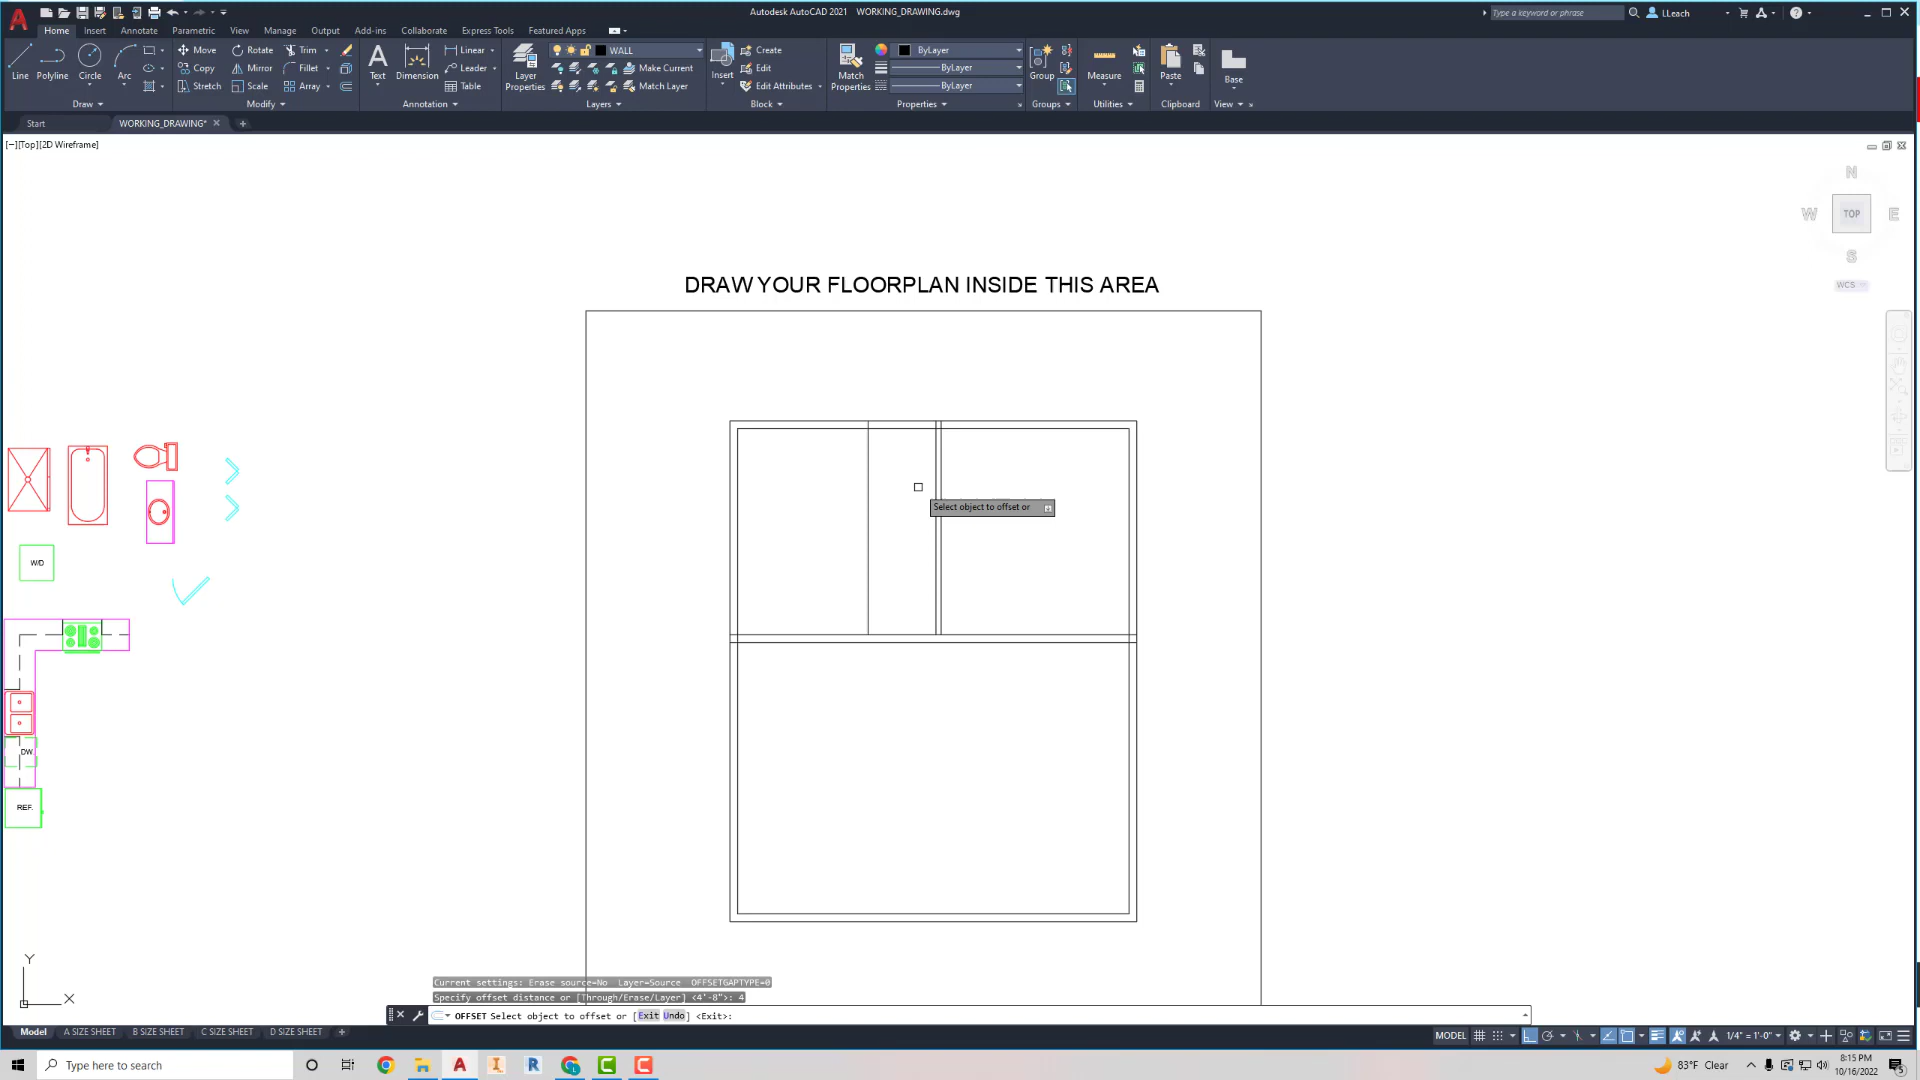 Autodesk AutoCAD 2021 WORKING_DRAWING.dwg
Type a keyword or phrase
LLeach
Home Insert Annotate Parametric View Manage Output Add-ins Collaborate Express Tools Featured Apps
Line Polyline Circle Arc
Move Rotate Trim
Copy Mirror Fillet
Stretch Scale Array
Draw Modify
Text Dimension
Linear
Leader
Table
Annotation
Layer Properties
WALL
Make Current
Match Layer
Layers
Insert
Create
Edit
Edit Attributes
Block
Match Properties
ByLayer
ByLayer
ByLayer
Properties
Group
Groups
Measure
Utilities
Paste
Clipboard
Base
View
Start WORKING_DRAWING*
[−][Top][2D Wireframe]
N
W TOP E
S
WCS
DRAW YOUR FLOORPLAN INSIDE THIS AREA
Select object to offset or
W/D
DW
REF.
Y
X
Current settings: Erase source=No Layer=Source OFFSETGAPTYPE=0
Specify offset distance or [Through/Erase/Layer] <4'-8">: 4
OFFSET Select object to offset or [Exit Undo] <Exit>:
Model A SIZE SHEET B SIZE SHEET C SIZE SHEET D SIZE SHEET
MODEL 1/4" = 1'-0"
Type here to search
83°F Clear
8:15 PM
10/16/2022
5